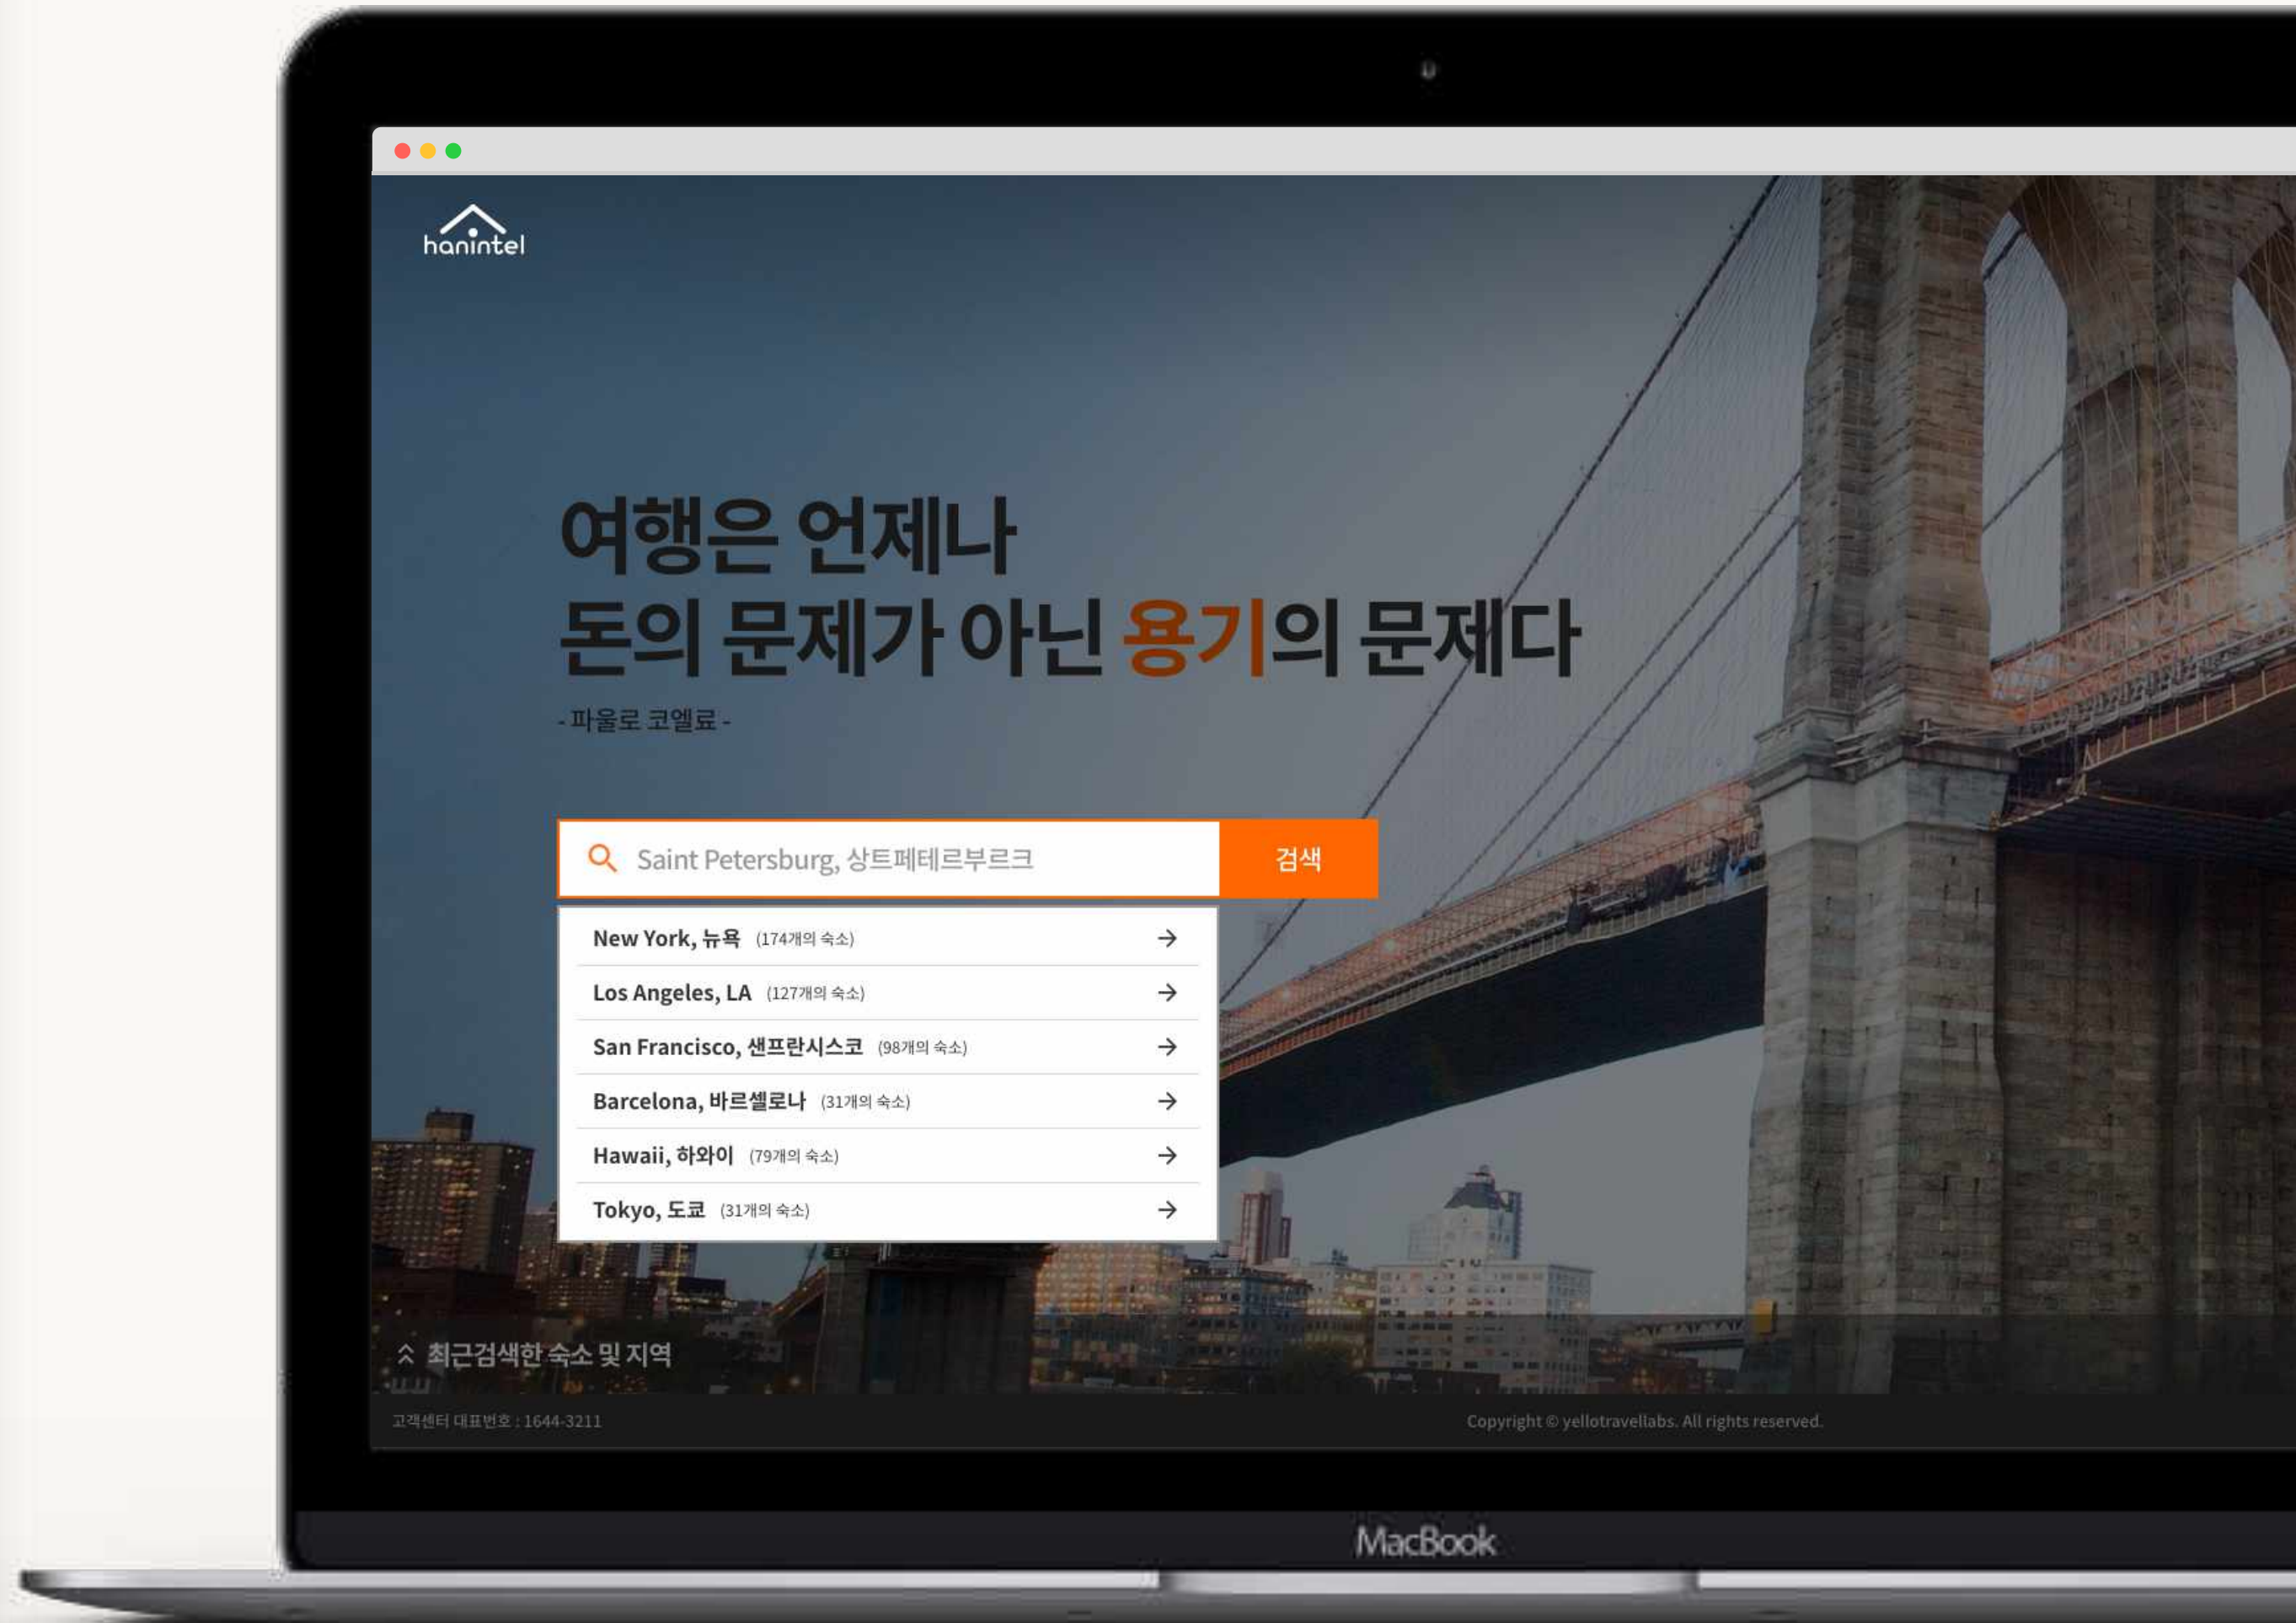 hanintel
여행은 언제나
돈의 문제가 아닌 용기의 문제다
- 파울로 코엘료 -
Saint Petersburg, 상트페테르부르크
검색
New York, 뉴욕 (174개의 숙소)
Los Angeles, LA (127개의 숙소)
San Francisco, 샌프란시스코 (98개의 숙소)
Barcelona, 바르셀로나 (31개의 숙소)
Hawaii, 하와이 (79개의 숙소)
Tokyo, 도쿄 (31개의 숙소)
최근검색한 숙소 및 지역
고객센터 대표번호 : 1644-3211
Copyright © yellotravellabs. All rights reserved.
MacBook